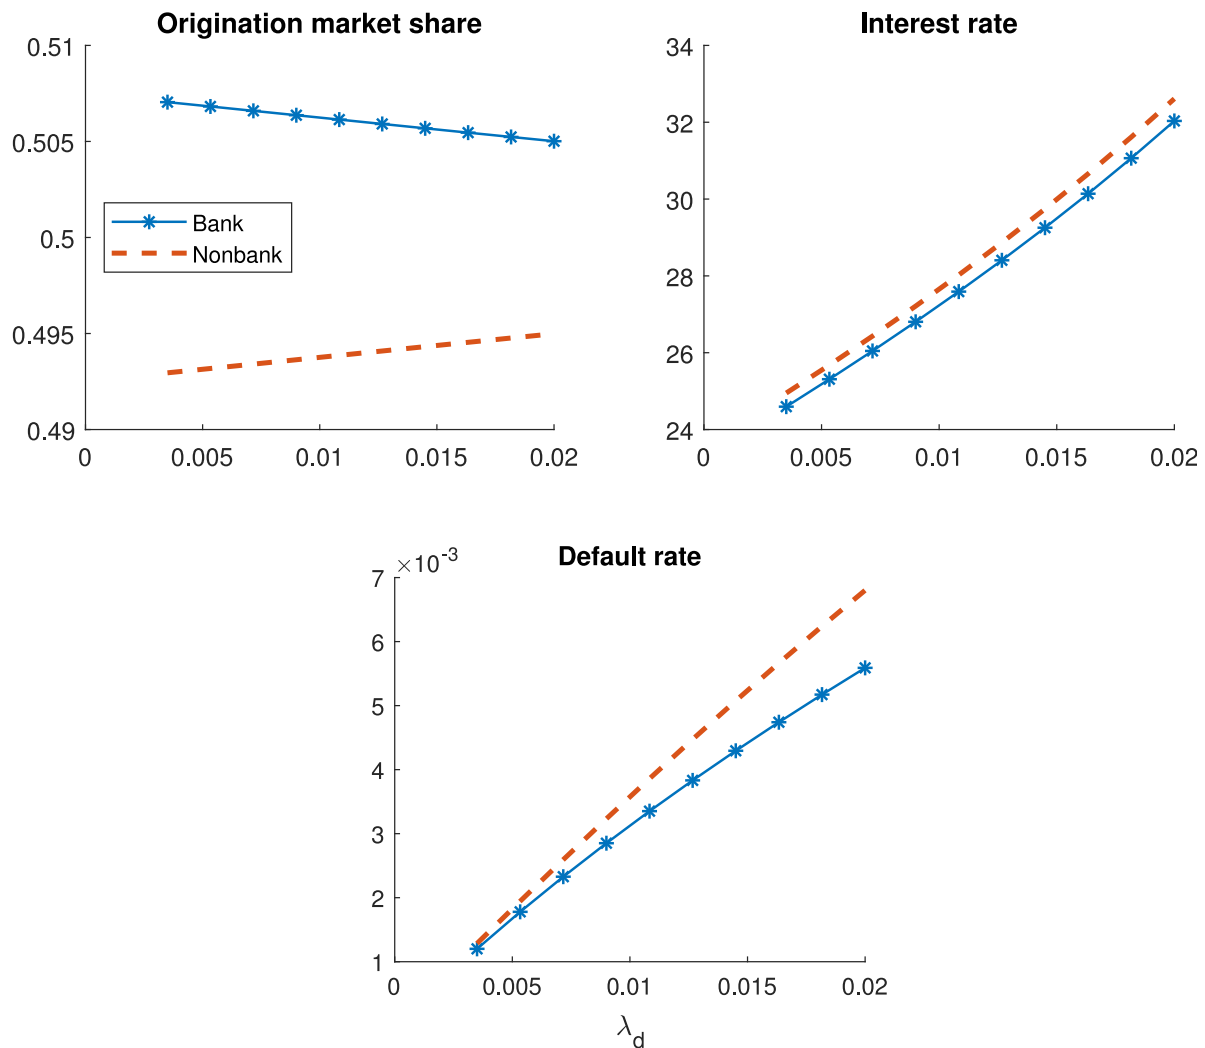 Origination market share
0.51
0.505
0.5
0.495
0.49
0 0.005 0.01 0.015 0.02
Bank
Nonbank
Interest rate
34
32
30
28
26
24
0 0.005 0.01 0.015 0.02
Default rate
×10⁻³
7
6
5
4
3
2
1
0 0.005 0.01 0.015 0.02
λ_d